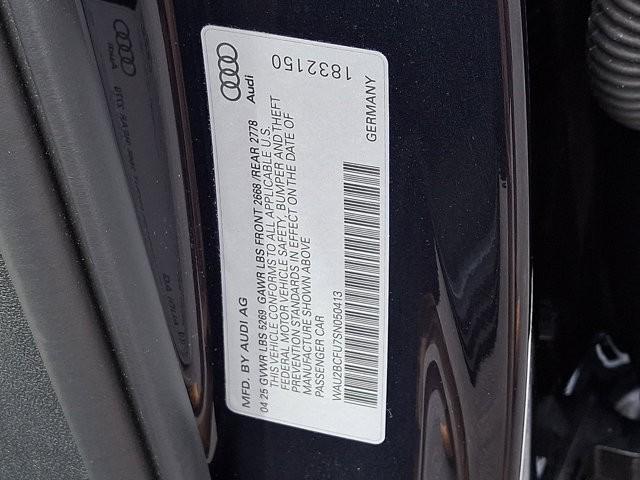 Audi
1832150
MFD. BY AUDI AG
04.25 GVWR LBS 5269 GAWR LBS FRONT 2668 /REAR 2778
THIS VEHICLE CONFORMS TO ALL APPLICABLE U.S.
FEDERAL MOTOR VEHICLE SAFETY, BUMPER AND THEFT
PREVENTION STANDARDS IN EFFECT ON THE DATE OF
MANUFACTURE SHOWN ABOVE
PASSENGER CAR
GERMANY
WAU2BCFU7SN050413